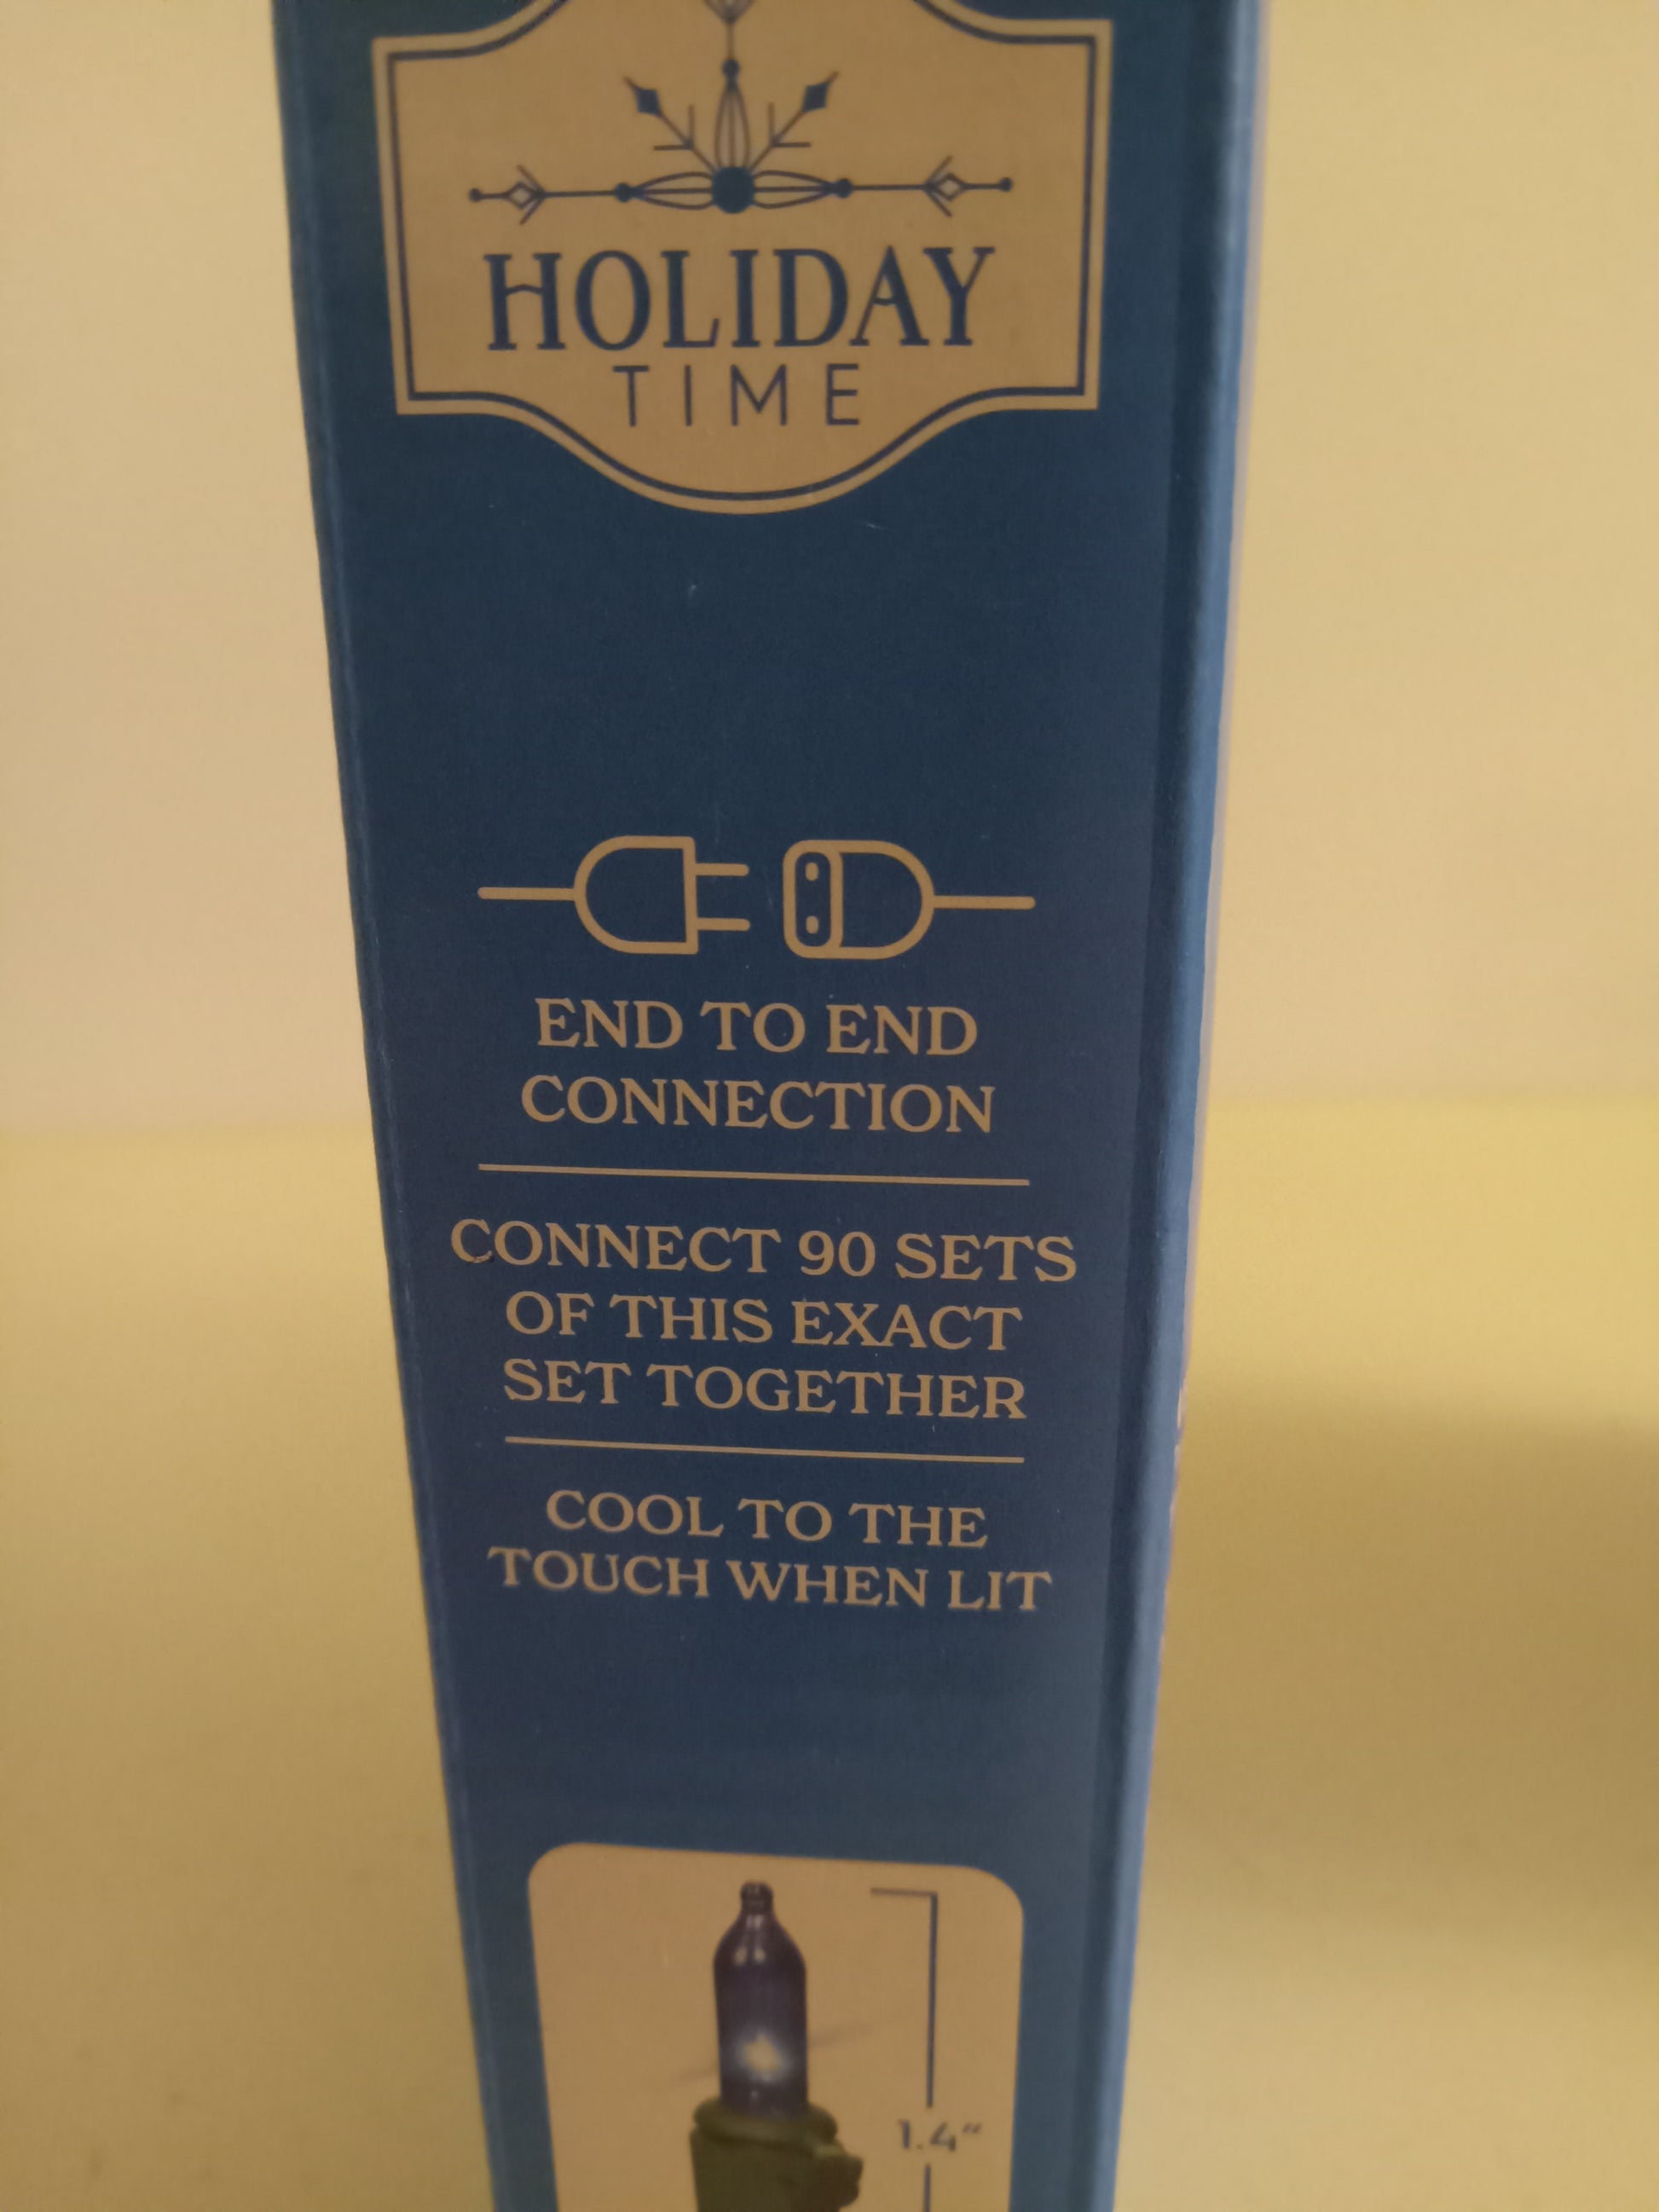 HOLIDAY
TIME
END TO END
CONNECTION
CONNECT 90 SETS
OF THIS EXACT
SET TOGETHER
COOL TO THE
TOUCH WHEN LIT
1.4"